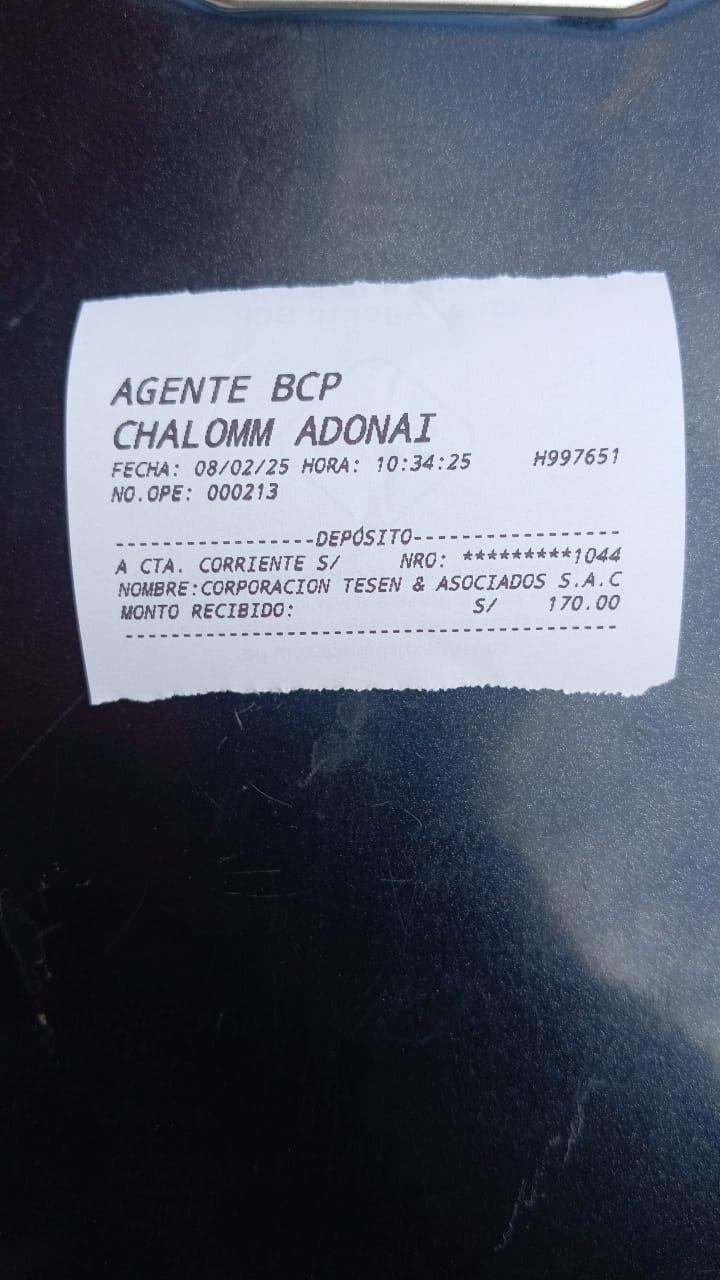 AGENTE BCP
CHALOMM ADONAI
FECHA: 08/02/25 HORA: 10:34:25 H997651
NO.OPE: 000213
------------------DEPÓSITO------------------
A CTA. CORRIENTE S/ NRO: *********1044
NOMBRE:CORPORACION TESEN & ASOCIADOS S.A.C
MONTO RECIBIDO: S/ 170.00
--------------------------------------------